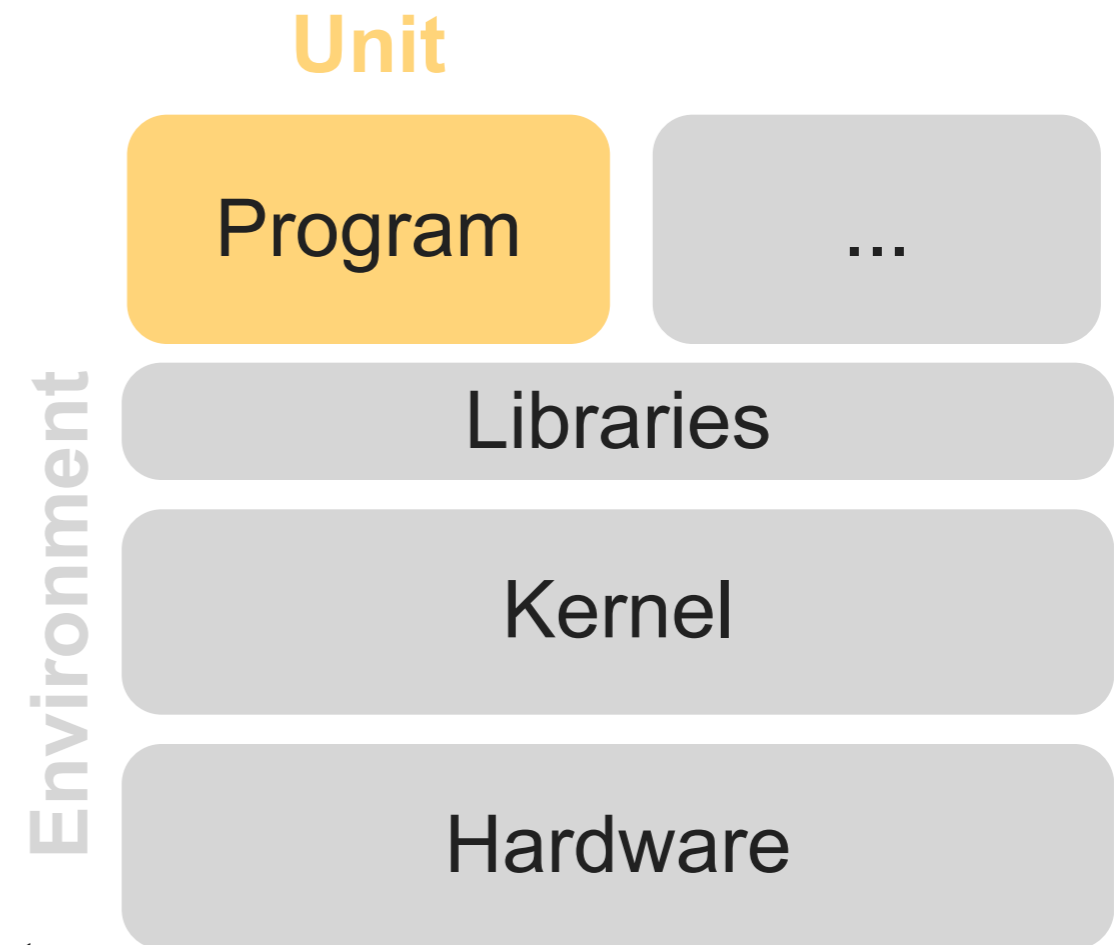 Unit
Program
...
Environment
Libraries
Kernel
Hardware